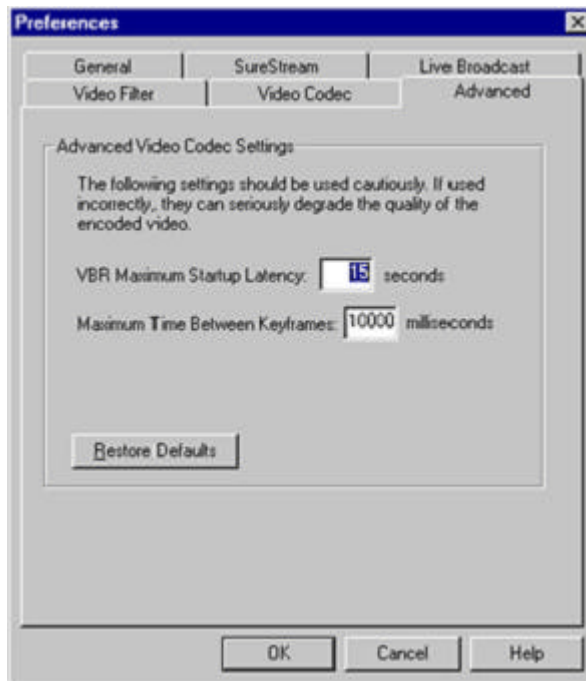 Preferences
General SureStream Live Broadcast
Video Filter Video Codec Advanced
Advanced Video Codec Settings
The following settings should be used cautiously. If used
incorrectly, they can seriously degrade the quality of the
encoded video.
VBR Maximum Startup Latency: 15 seconds
Maximum Time Between Keyframes: 10000 milliseconds
Restore Defaults
OK Cancel Help